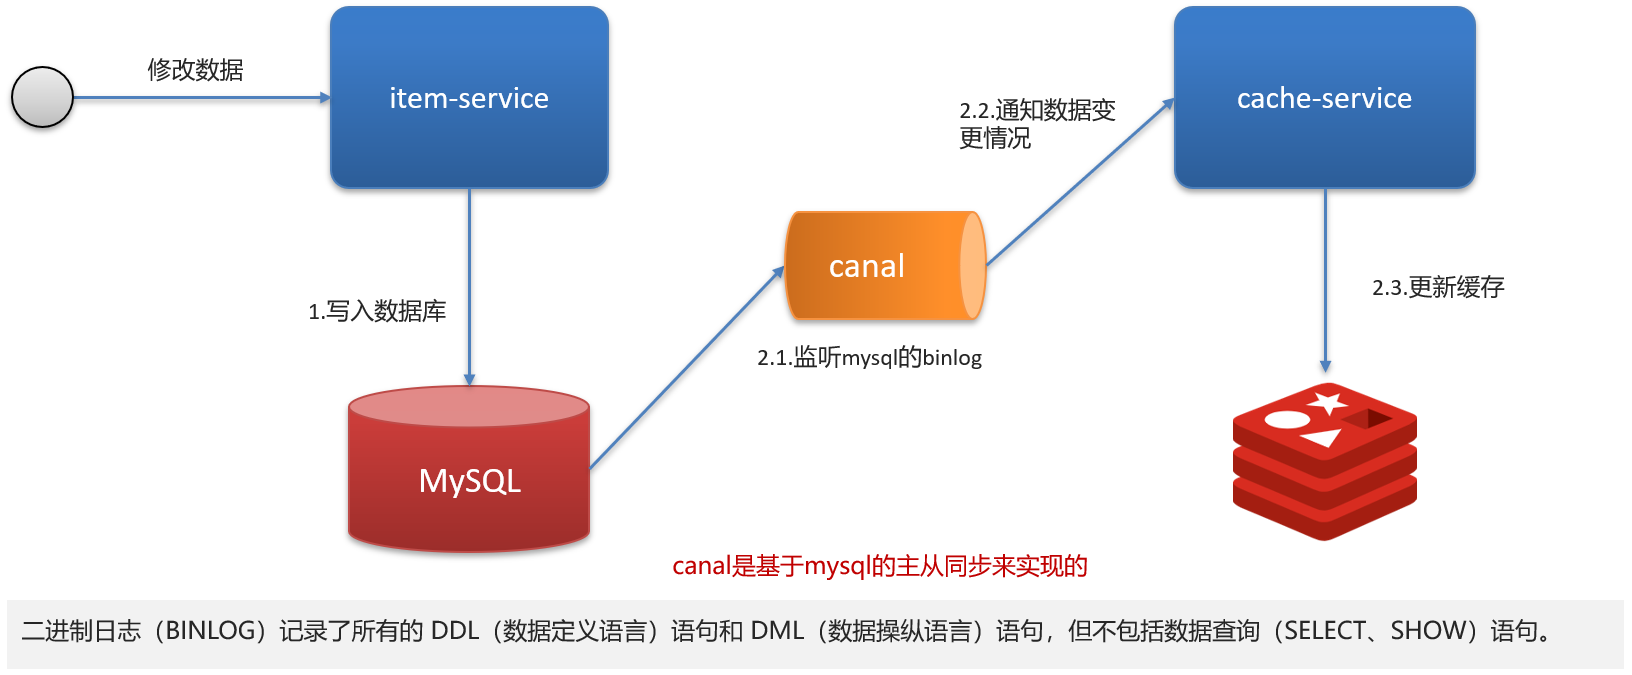 修改数据
item-service
cache-service
2.2.通知数据变
更情况
canal
1.写入数据库
2.3.更新缓存
2.1.监听mysql的binlog
MySQL
canal是基于mysql的主从同步来实现的
二进制日志（BINLOG）记录了所有的 DDL（数据定义语言）语句和 DML（数据操纵语言）语句，但不包括数据查询（SELECT、SHOW）语句。